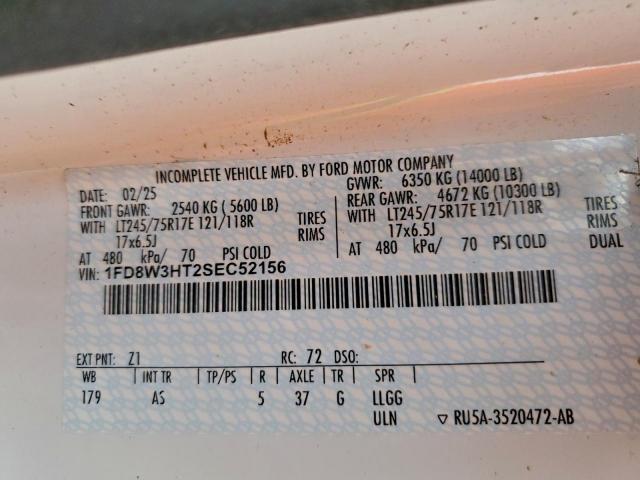 INCOMPLETE VEHICLE MFD. BY FORD MOTOR COMPANY
DATE: 02/25 GVWR: 6350 KG (14000 LB)
FRONT GAWR: 2540 KG ( 5600 LB) REAR GAWR: 4672 KG (10300 LB)
WITH LT245/75R17E 121/118R TIRES WITH LT245/75R17E 121/118R TIRES
17x6.5J RIMS 17x6.5J RIMS
AT 480 kPa/ 70 PSI COLD AT 480 kPa/ 70 PSI COLD DUAL
VIN: 1FD8W3HT2SEC52156
EXT PNT: Z1 RC: 72 DSO:
WB | INT TR | TP/PS | R | AXLE | TR | SPR
179 AS 5 37 G LLGG
ULN ▽ RU5A-3520472-AB